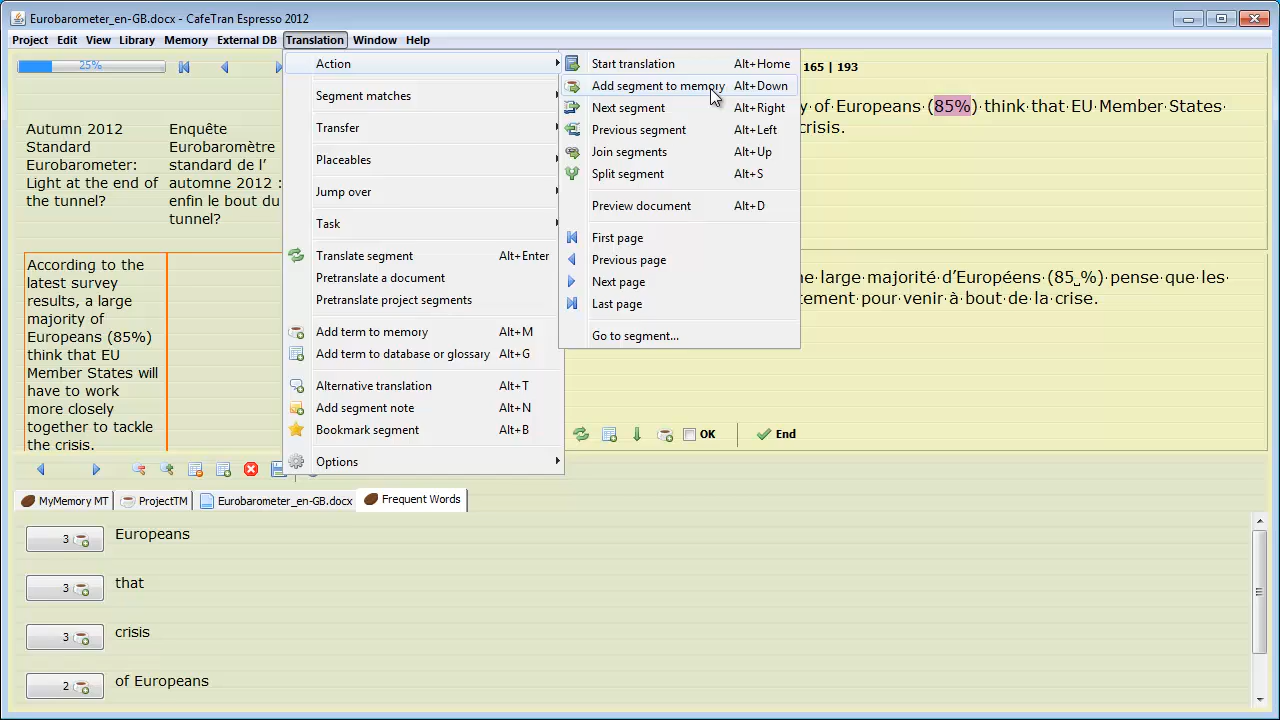 Eurobarometer_en-GB.docx - CafeTran Espresso 2012
Project Edit View Library Memory External DB Translation Window Help
25%
165 | 193
Autumn 2012
Standard
Eurobarometer:
Light at the end of
the tunnel?
Enquête
Eurobaromètre
standard de l'
automne 2012 :
enfin le bout du
tunnel?
According to the
latest survey
results, a large
majority of
Europeans (85%)
think that EU
Member States will
have to work
more closely
together to tackle
the crisis.
Action
Segment matches
Transfer
Placeables
Jump over
Task
Translate segment Alt+Enter
Pretranslate a document
Pretranslate project segments
Add term to memory Alt+M
Add term to database or glossary Alt+G
Alternative translation Alt+T
Add segment note Alt+N
Bookmark segment Alt+B
Options
Start translation Alt+Home
Add segment to memory Alt+Down
Next segment Alt+Right
Previous segment Alt+Left
Join segments Alt+Up
Split segment Alt+S
Preview document Alt+D
First page
Previous page
Next page
Last page
Go to segment...
y of Europeans (85%) think that EU Member States
crisis.
ne large majorité d'Européens (85 %) pense que les
tement pour venir à bout de la crise.
OK End
MyMemory MT ProjectTM Eurobarometer_en-GB.docx Frequent Words
3 Europeans
3 that
3 crisis
2 of Europeans